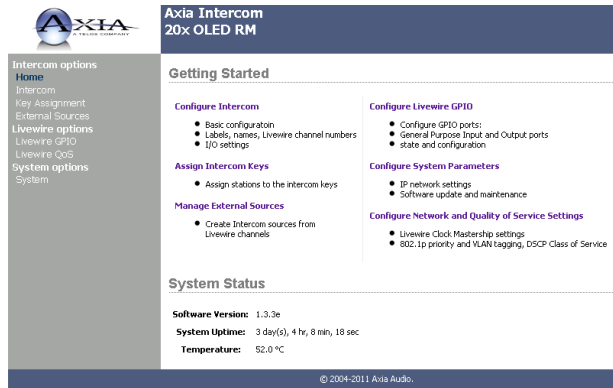 AXIA
A TELOS COMPANY
Axia Intercom
20x OLED RM
Intercom options
Home
Intercom
Key Assignment
External Sources
Livewire options
Livewire GPIO
Livewire QoS
System options
System
Getting Started
Configure Intercom
Basic configuratoin
Labels, names, Livewire channel numbers
I/O settings
Assign Intercom Keys
Assign stations to the intercom keys
Manage External Sources
Create Intercom sources from
Livewire channels
Configure Livewire GPIO
Configure GPIO ports:
General Purpose Input and Output ports
state and configuration
Configure System Parameters
IP network settings
Software update and maintenance
Configure Network and Quality of Service Settings
Livewire Clock Mastership settings
802.1p priority and VLAN tagging, DSCP Class of Service
System Status
Software Version: 1.3.3e
System Uptime: 3 day(s), 4 hr, 8 min, 18 sec
Temperature: 52.0 °C
© 2004-2011 Axia Audio.